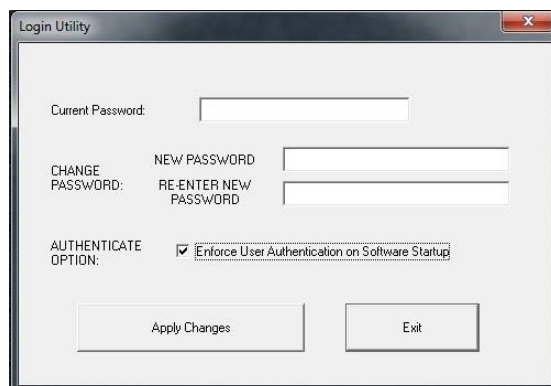 Login Utility
Current Password:
CHANGE
PASSWORD:
NEW PASSWORD
RE-ENTER NEW
PASSWORD
AUTHENTICATE
OPTION:
Enforce User Authentication on Software Startup
Apply Changes
Exit